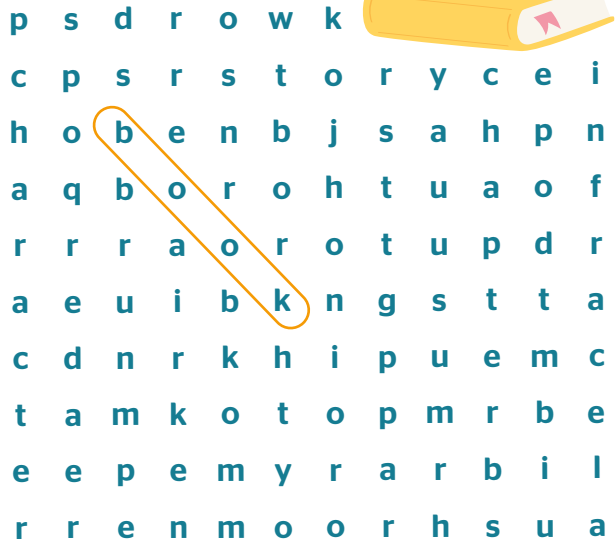 p s d r o w k
c p s r s t o r y c e i
h o b e n b j s a h p n
a q b o r o h t u a o f
r r r a o r o t u p d r
a e u i b k n g s t t a
c d n r k h i p u e m c
t a m k o t o p m r b e
e e p e m y r a r b i l
r r e n m o o r h s u a